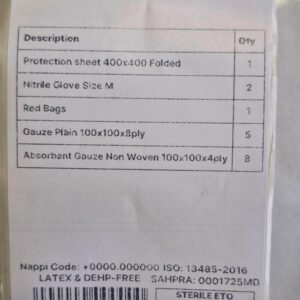 Description Qty
Protection sheet 400x400 Folded 1
Nitrile Glove Size M 2
Red Bags 1
Gauze Plain 100x100x8ply 5
Absorbant Gauze Non Woven 100x100x4ply 8
Nappi Code: +0000.000000 ISO: 13485-2016
LATEX & DEHP-FREE SAHPRA: 0001725MD
STERILE ETO